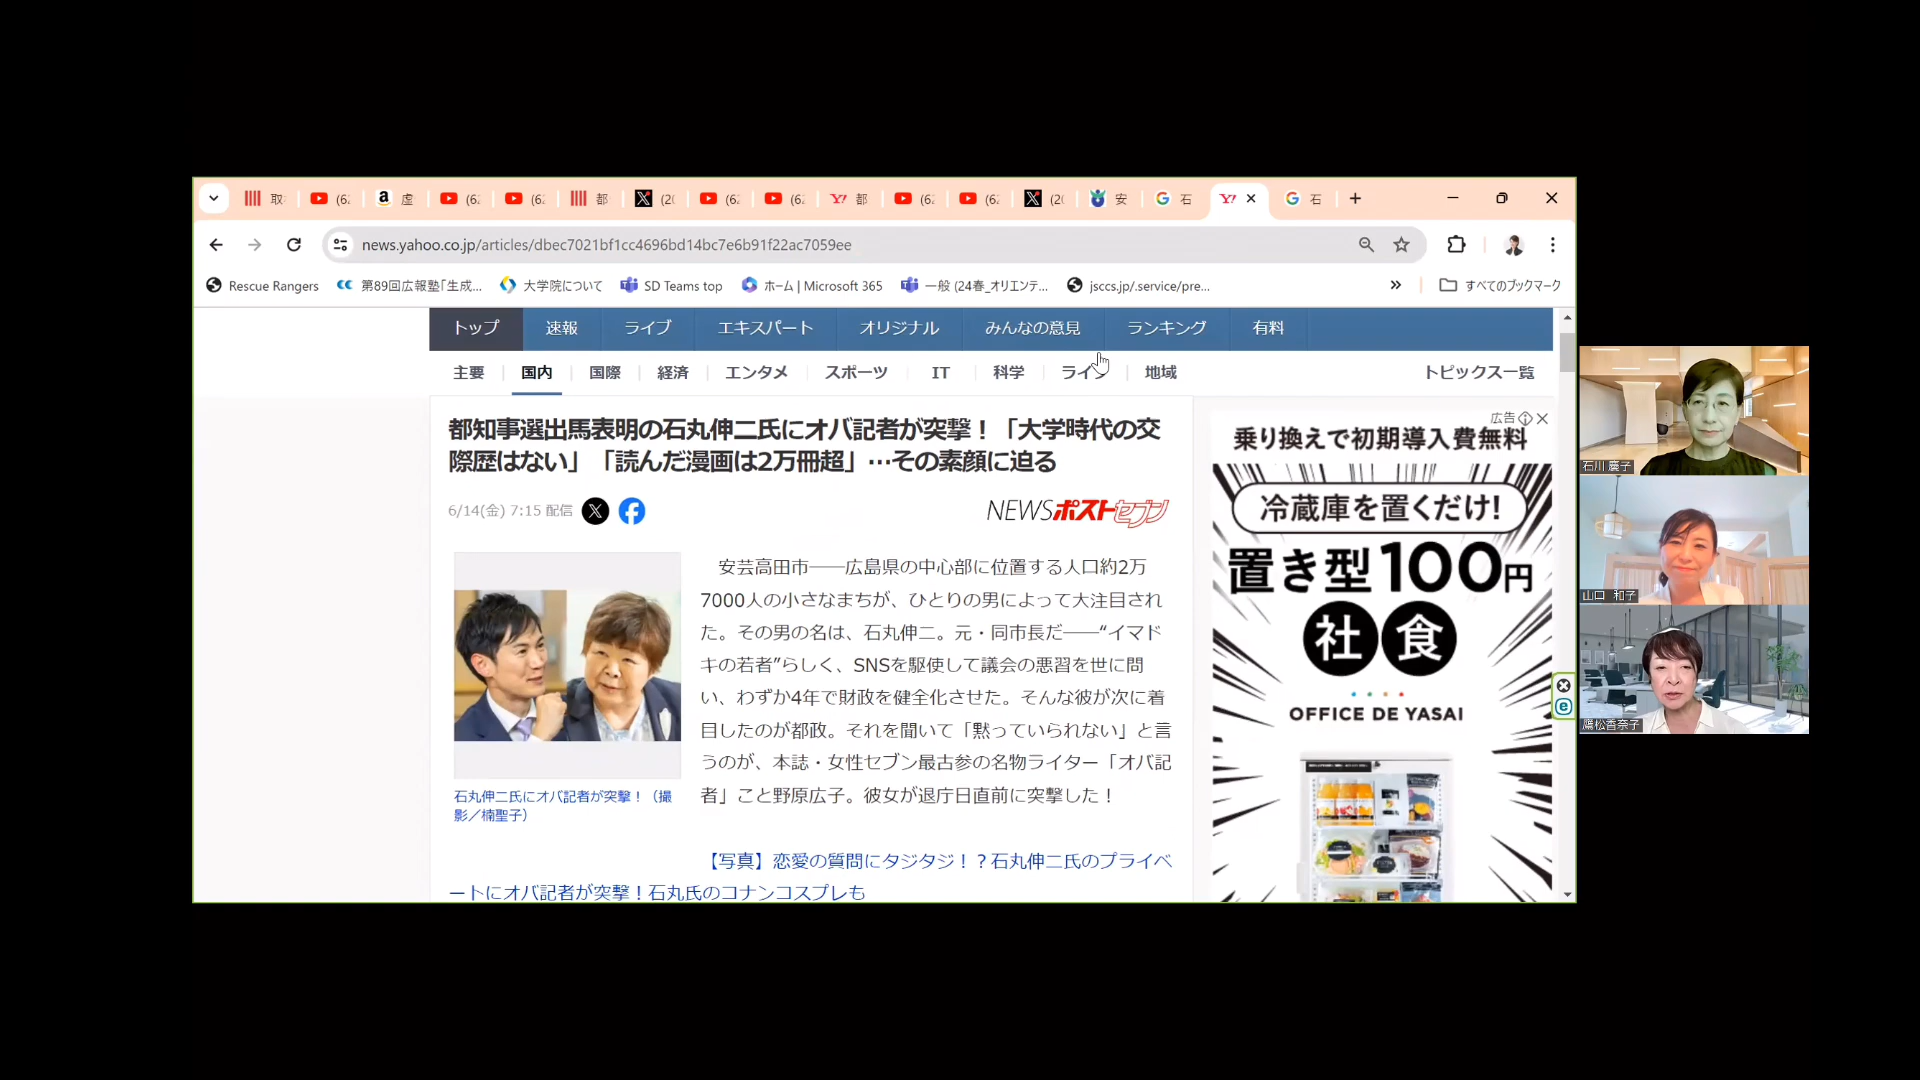 取
(6
虚
(6
(6
都
(2
(6
(6
都
(6
(6
(2
安
石
石
news.yahoo.co.jp/articles/dbec7021bf1cc4696bd14bc7e6b91f22ac7059ee
Rescue Rangers
第89回広報塾「生成...
大学院について
SD Teams top
ホーム | Microsoft 365
一般 (24春_オリエンテ...
jsccs.jp/.service/pre...
»
すべてのブックマーク
トップ
速報
ライブ
エキスパート
オリジナル
みんなの意見
ランキング
有料
主要
国内
国際
経済
エンタメ
スポーツ
IT
科学
ライフ
地域
トピックス一覧
都知事選出馬表明の石丸伸二氏にオバ記者が突撃！「大学時代の交
際歴はない」「読んだ漫画は2万冊超」…その素顔に迫る
6/14(金) 7:15 配信
NEWSポストセブン
安芸高田市──広島県の中心部に位置する人口約2万
7000人の小さなまちが、ひとりの男によって大注目され
た。その男の名は、石丸伸二。元・同市長だ──“イマド
キの若者”らしく、SNSを駆使して議会の悪習を世に問
い、わずか4年で財政を健全化させた。そんな彼が次に着
目したのが都政。それを聞いて「黙っていられない」と言
うのが、本誌・女性セブン最古参の名物ライター「オバ記
者」こと野原広子。彼女が退庁日直前に突撃した！
石丸伸二氏にオバ記者が突撃！（撮
影／楠聖子）
【写真】恋愛の質問にタジタジ！？石丸伸二氏のプライベ
ートにオバ記者が突撃！石丸氏のコナンコスプレも
広告
乗り換えで初期導入費無料
冷蔵庫を置くだけ!
置き型100円
社食
OFFICE DE YASAI
石川 慶子
山口 和子
鷹松香奈子